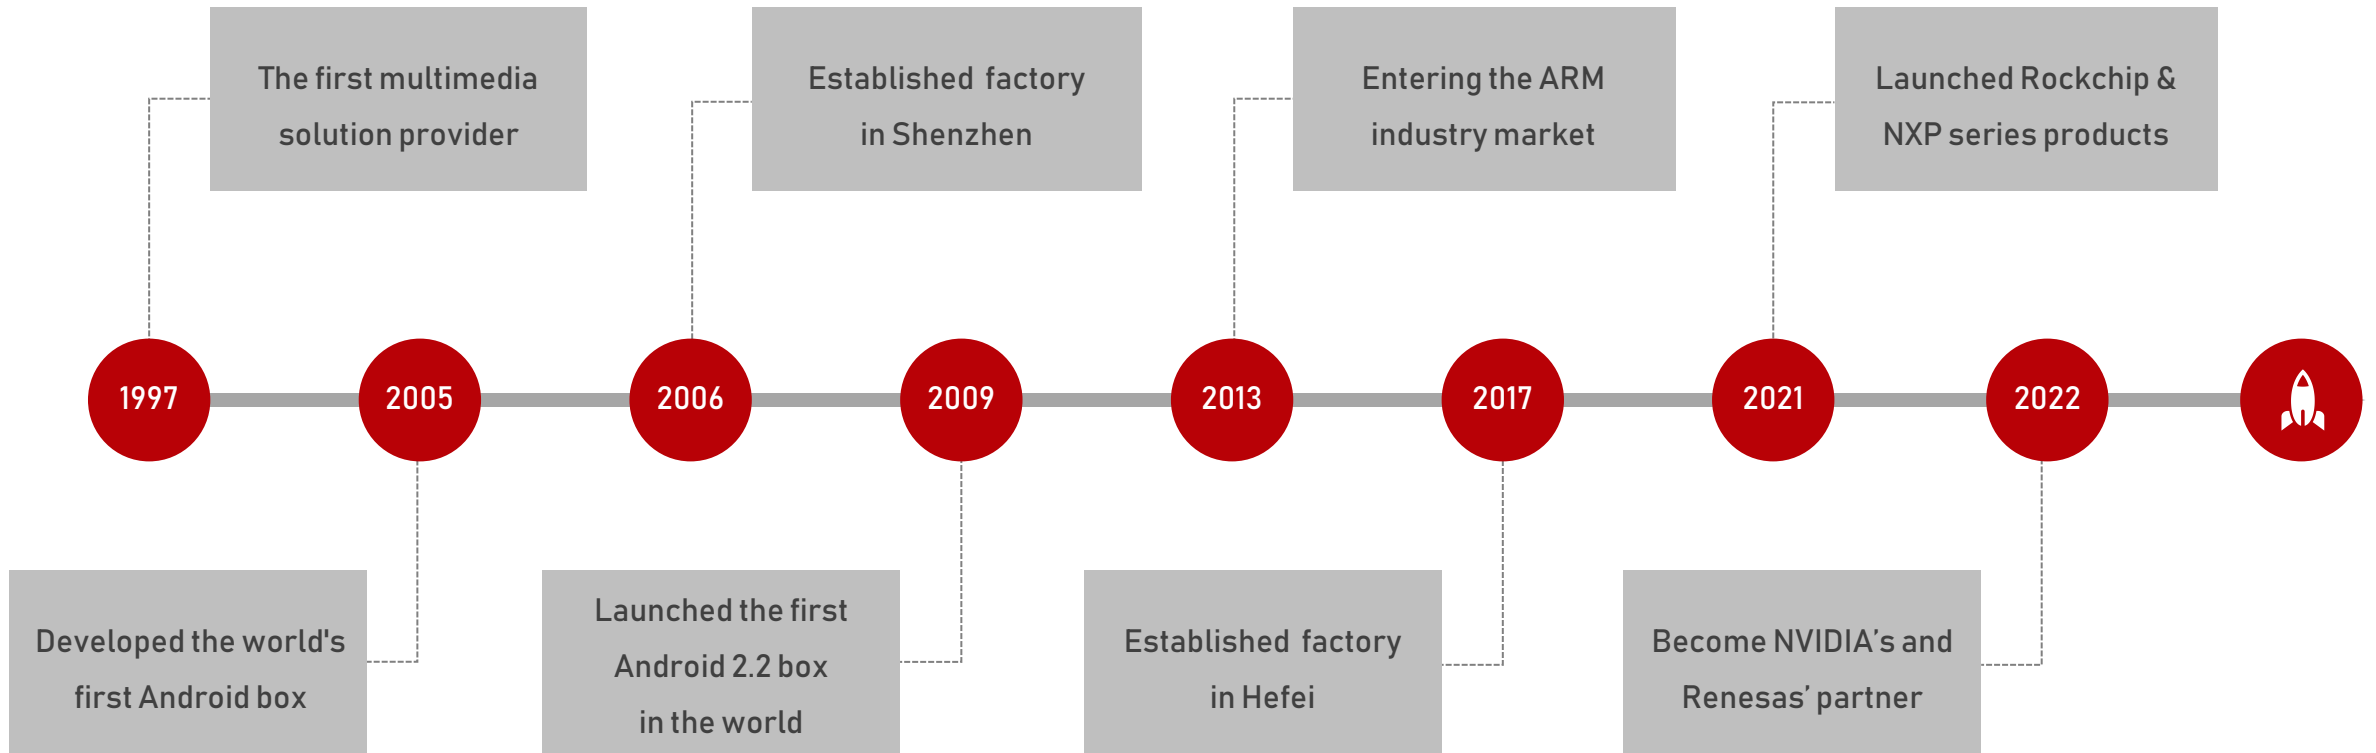 The first multimedia
solution provider
Established factory
in Shenzhen
Entering the ARM
industry market
Launched Rockchip &
NXP series products
1997
2005
2006
2009
2013
2017
2021
2022
Developed the world's
first Android box
Launched the first
Android 2.2 box
in the world
Established factory
in Hefei
Become NVIDIA’s and
Renesas’ partner